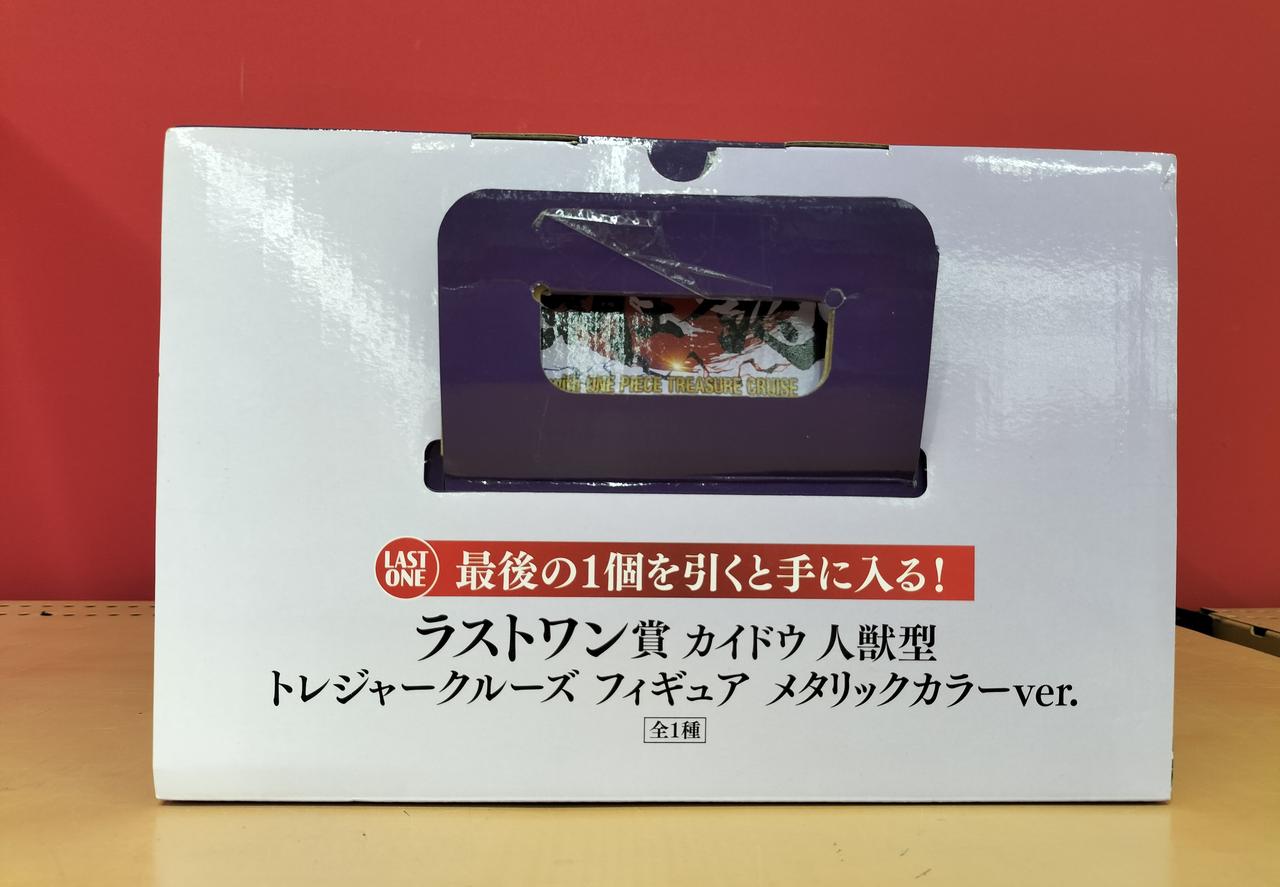 ONE PIECE TREASURE CRUISE
LAST ONE
最後の1個を引くと手に入る!
ラストワン賞 カイドウ 人獣型
トレジャークルーズ フィギュア メタリックカラーver.
全1種